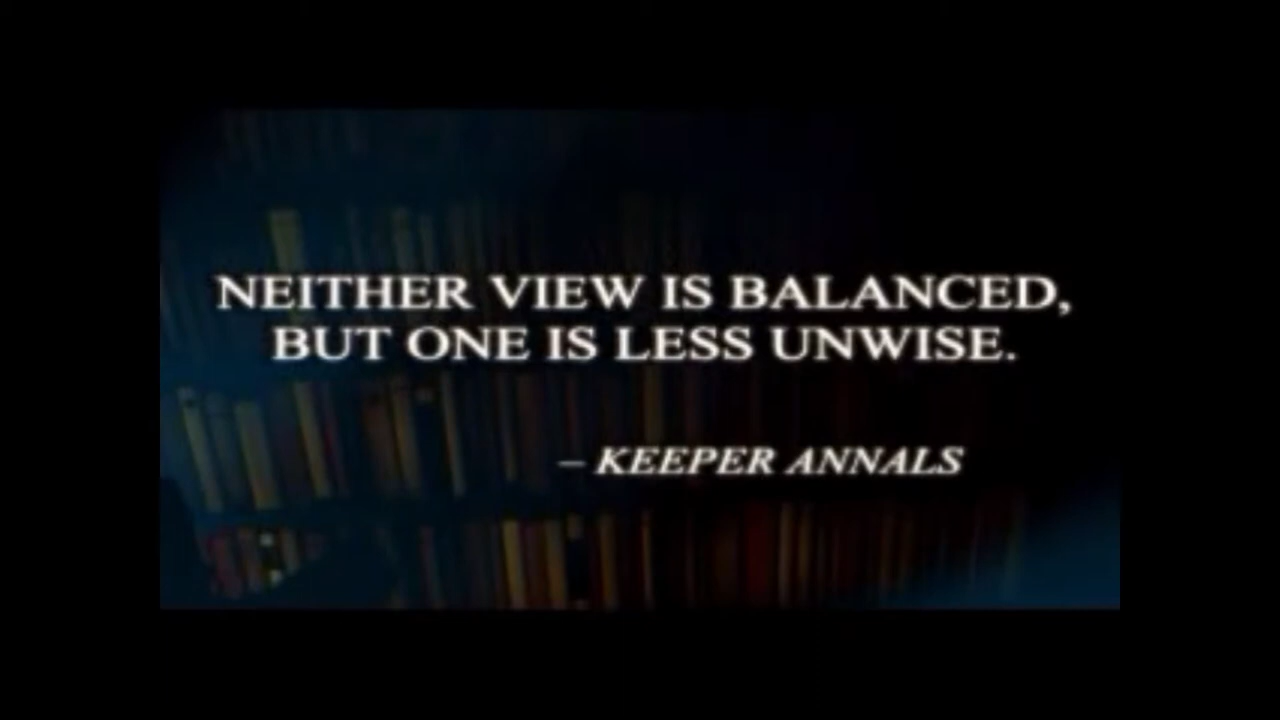 NEITHER VIEW IS BALANCED,
BUT ONE IS LESS UNWISE.
– KEEPER ANNALS